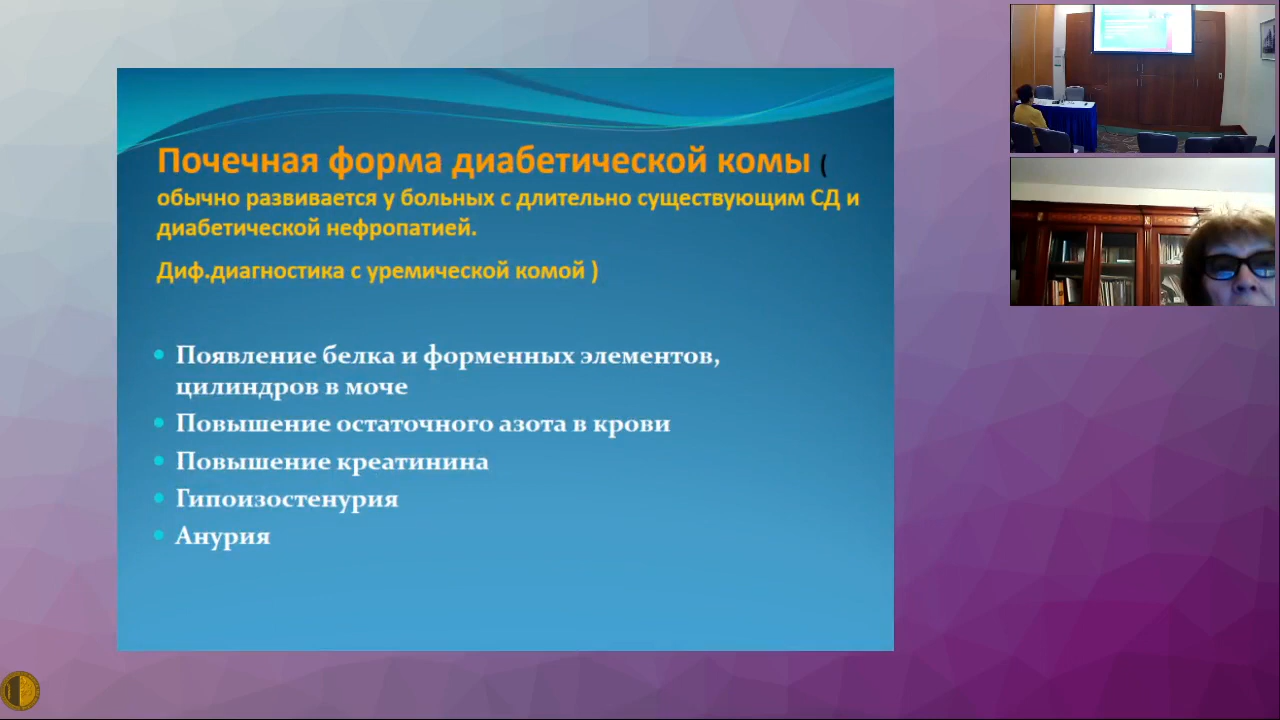 Почечная форма диабетической комы (
обычно развивается у больных с длительно существующим СД и
диабетической нефропатией.
Диф.диагностика с уремической комой )
Появление белка и форменных элементов,
цилиндров в моче
Повышение остаточного азота в крови
Повышение креатинина
Гипоизостенурия
Анурия